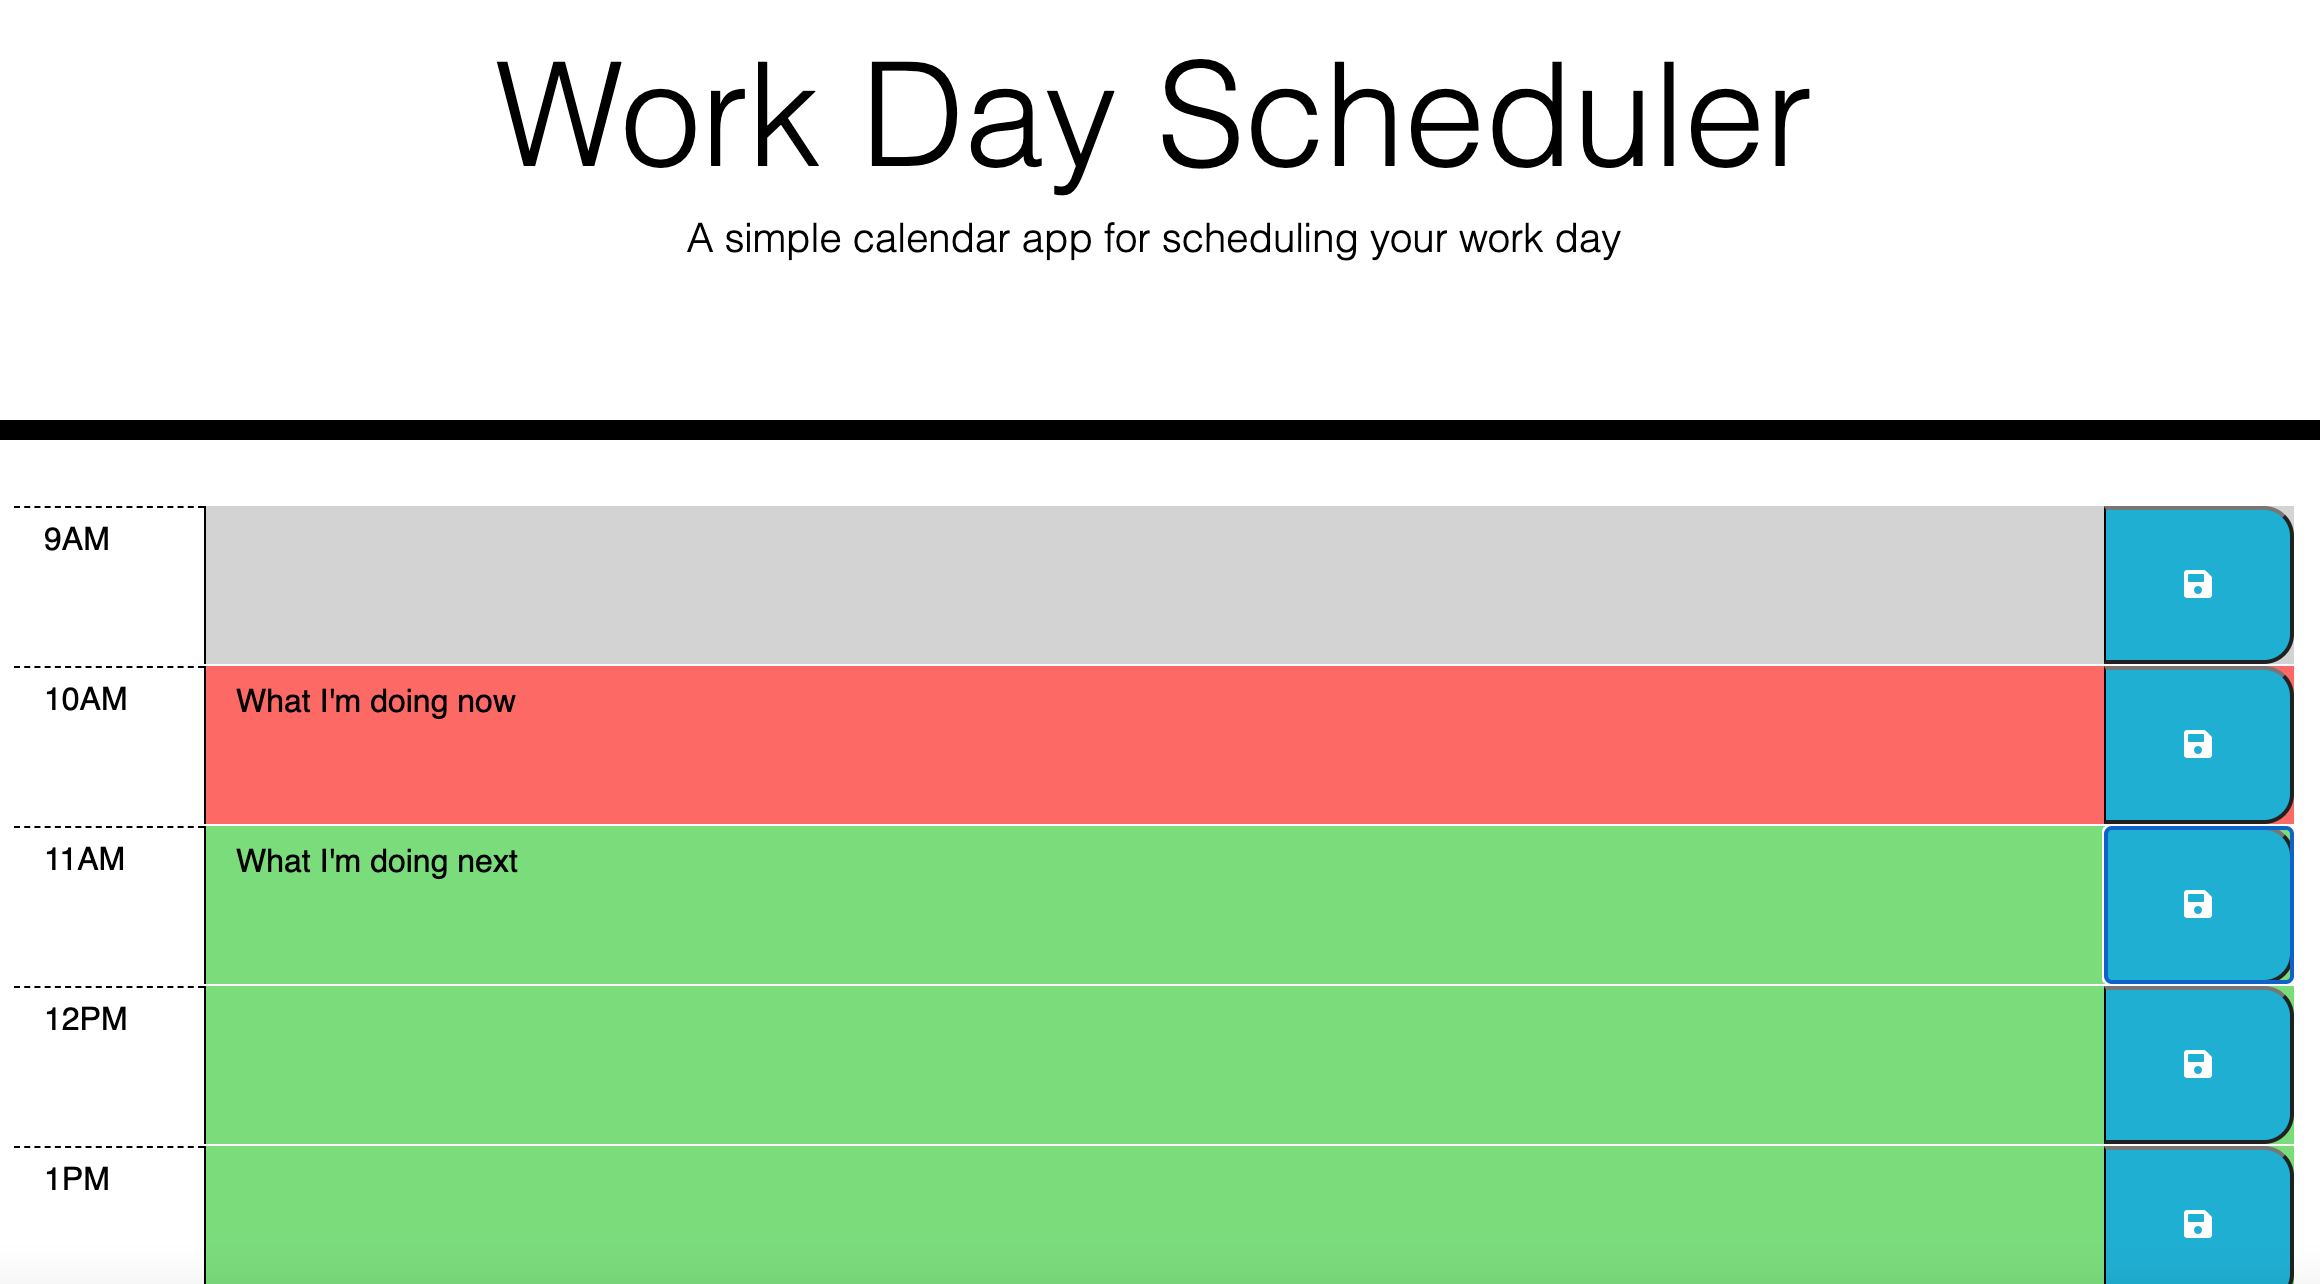 Work Day Scheduler
A simple calendar app for scheduling your work day
9AM
10AM
What I'm doing now
11AM
What I'm doing next
12PM
1PM